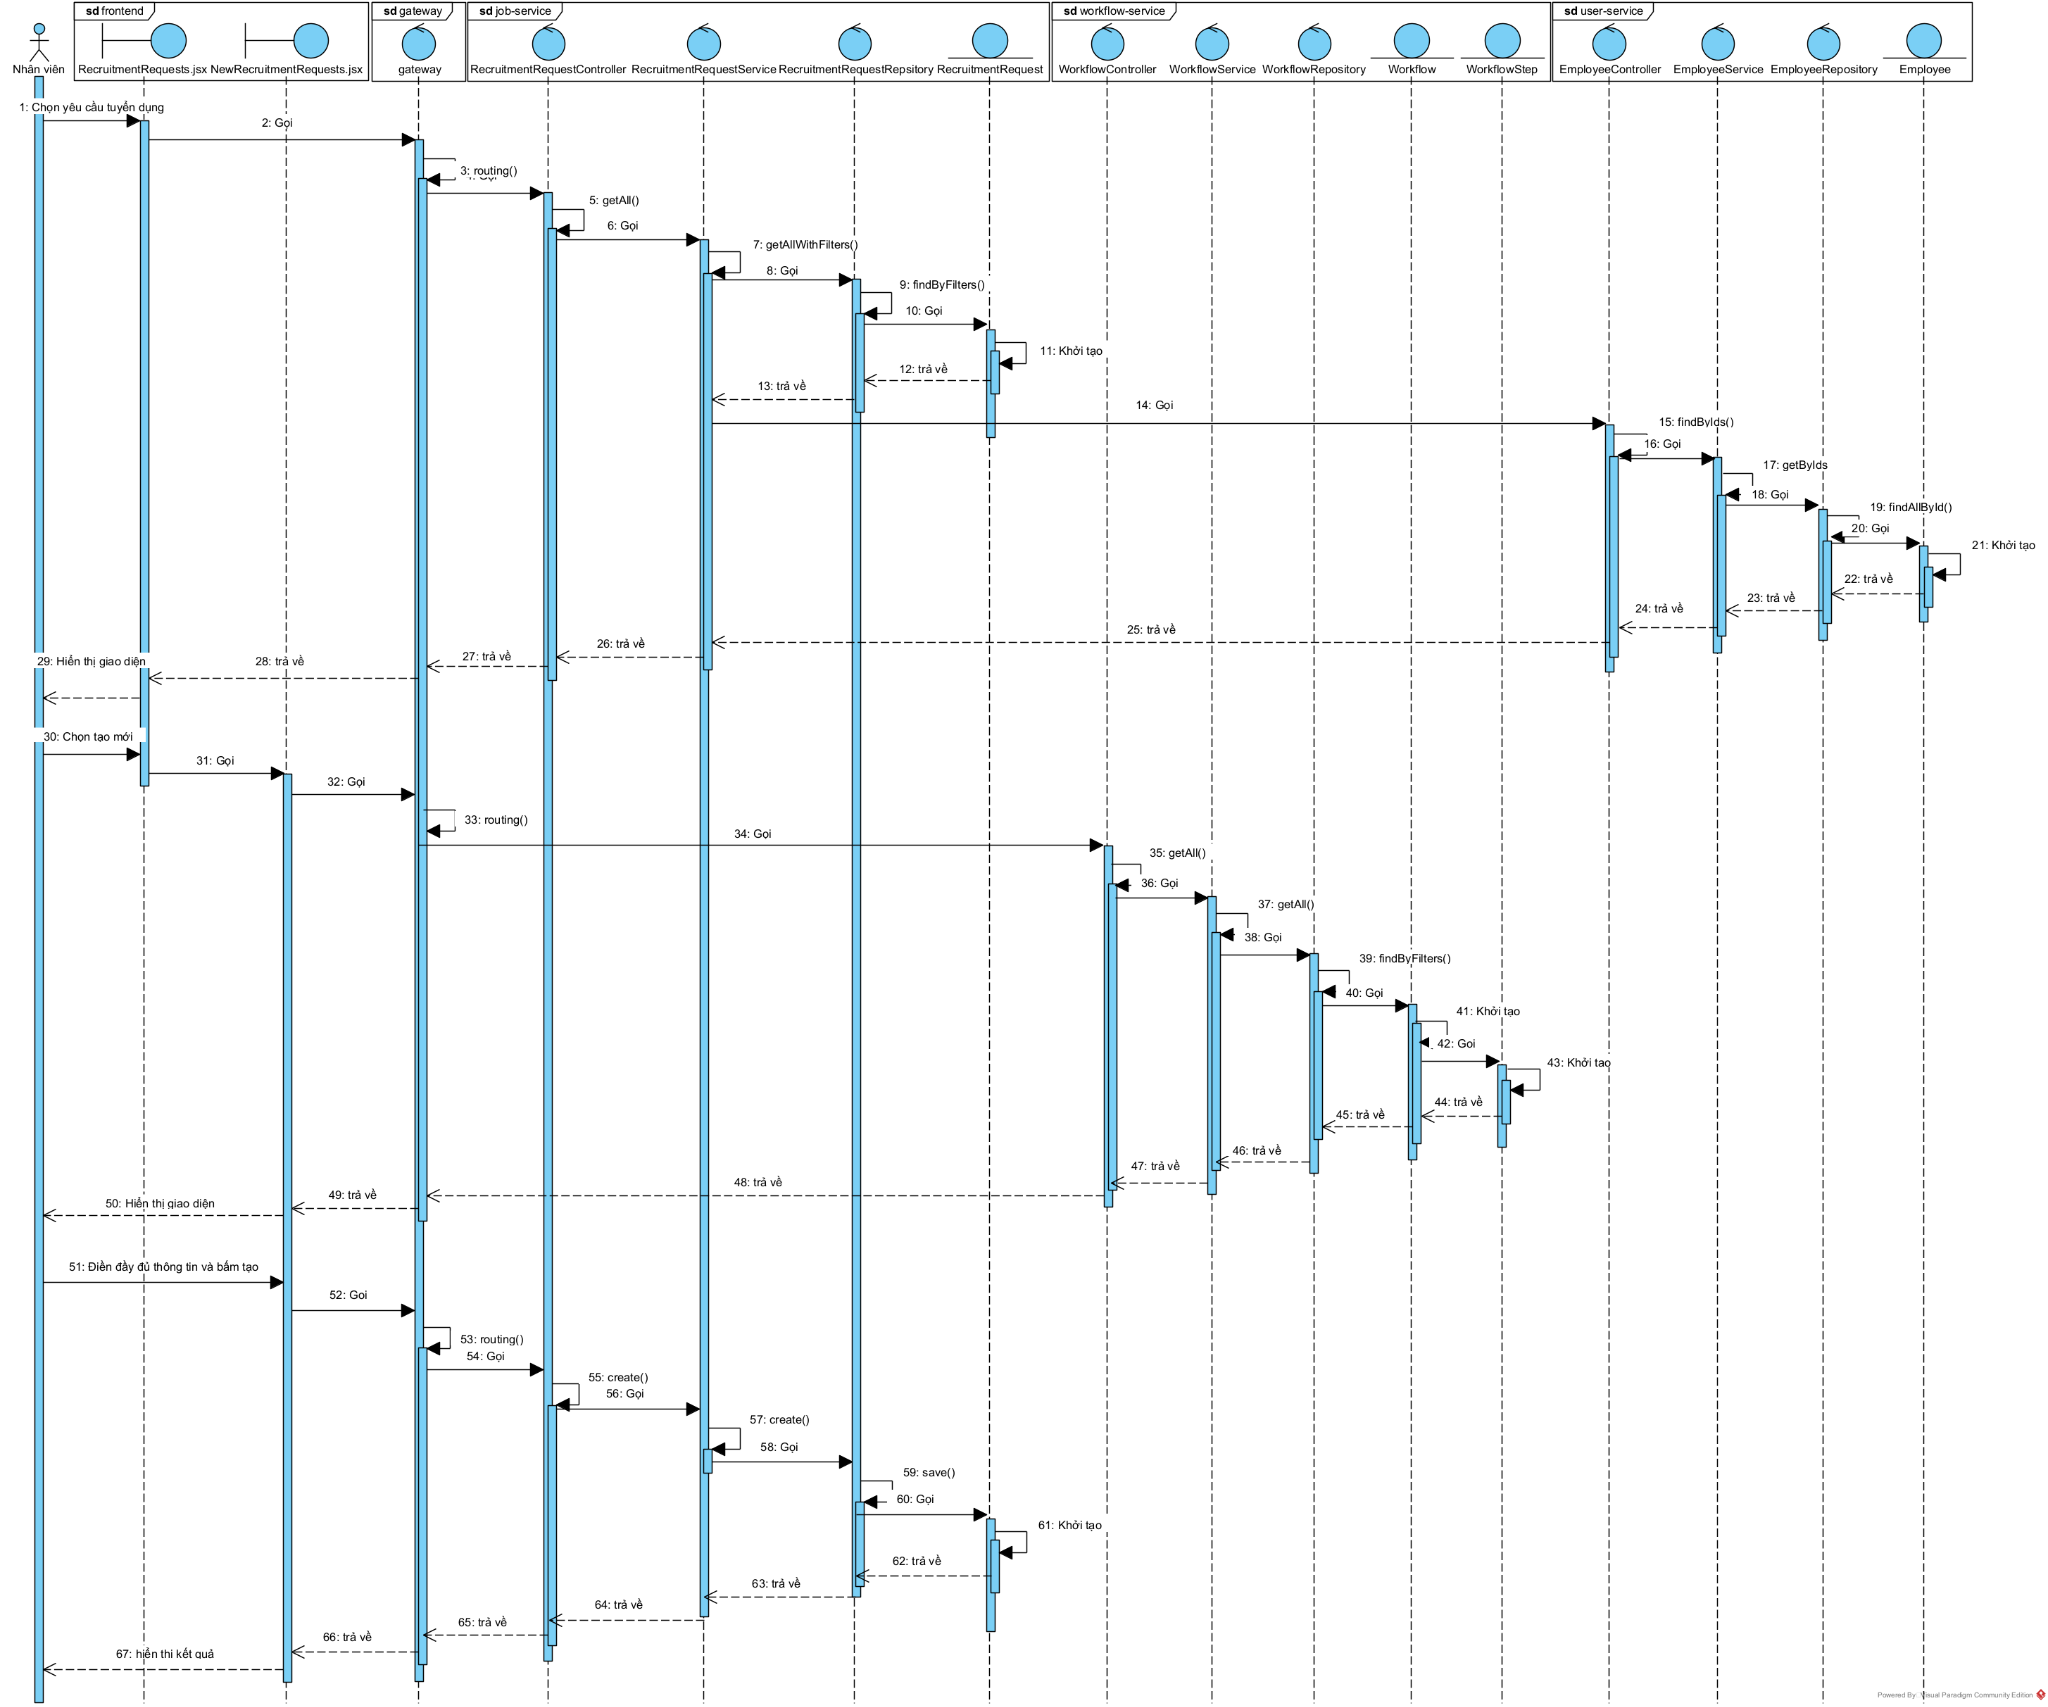 sd frontend
sd gateway
sd job-service
sd workflow-service
sd user-service
Nhân viên
RecruitmentRequests.jsx
NewRecruitmentRequests.jsx
gateway
RecruitmentRequestController
RecruitmentRequestService
RecruitmentRequestRepsitory
RecruitmentRequest
WorkflowController
WorkflowService
WorkflowRepository
Workflow
WorkflowStep
EmployeeController
EmployeeService
EmployeeRepository
Employee
1: Chọn yêu cầu tuyển dụng
2: Gọi
3: routing()
5: getAll()
6: Gọi
7: getAllWithFilters()
8: Gọi
9: findByFilters()
10: Gọi
11: Khởi tạo
12: trả về
13: trả về
14: Gọi
15: findByIds()
16: Gọi
17: getByIds
18: Gọi
19: findAllById()
20: Gọi
21: Khởi tạo
22: trả về
23: trả về
24: trả về
25: trả về
26: trả về
27: trả về
28: trả về
29: Hiển thị giao diện
30: Chọn tạo mới
31: Gọi
32: Gọi
33: routing()
34: Gọi
35: getAll()
36: Gọi
37: getAll()
38: Gọi
39: findByFilters()
40: Gọi
41: Khởi tạo
42: Gọi
43: Khởi tạo
44: trả về
45: trả về
46: trả về
47: trả về
48: trả về
49: trả về
50: Hiển thị giao diện
51: Điền đầy đủ thông tin và bấm tạo
52: Gọi
53: routing()
54: Gọi
55: create()
56: Gọi
57: create()
58: Gọi
59: save()
60: Gọi
61: Khởi tạo
62: trả về
63: trả về
64: trả về
65: trả về
66: trả về
67: hiển thị kết quả
Powered By Visual Paradigm Community Edition